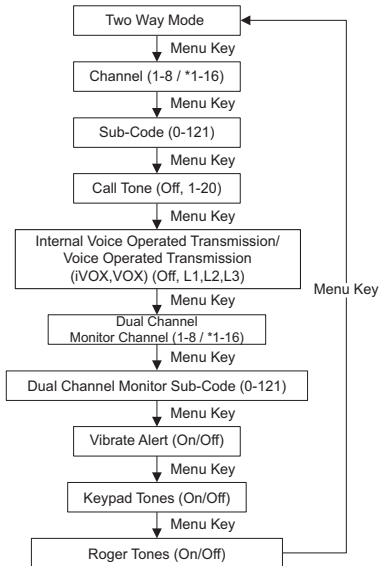 Two Way Mode
Menu Key
Channel (1-8 / *1-16)
Menu Key
Sub-Code (0-121)
Menu Key
Call Tone (Off, 1-20)
Menu Key
Internal Voice Operated Transmission/
Voice Operated Transmission
(iVOX,VOX) (Off, L1,L2,L3)
Menu Key
Menu Key
Dual Channel
Monitor Channel (1-8 / *1-16)
Menu Key
Dual Channel Monitor Sub-Code (0-121)
Menu Key
Vibrate Alert (On/Off)
Menu Key
Keypad Tones (On/Off)
Menu Key
Roger Tones (On/Off)